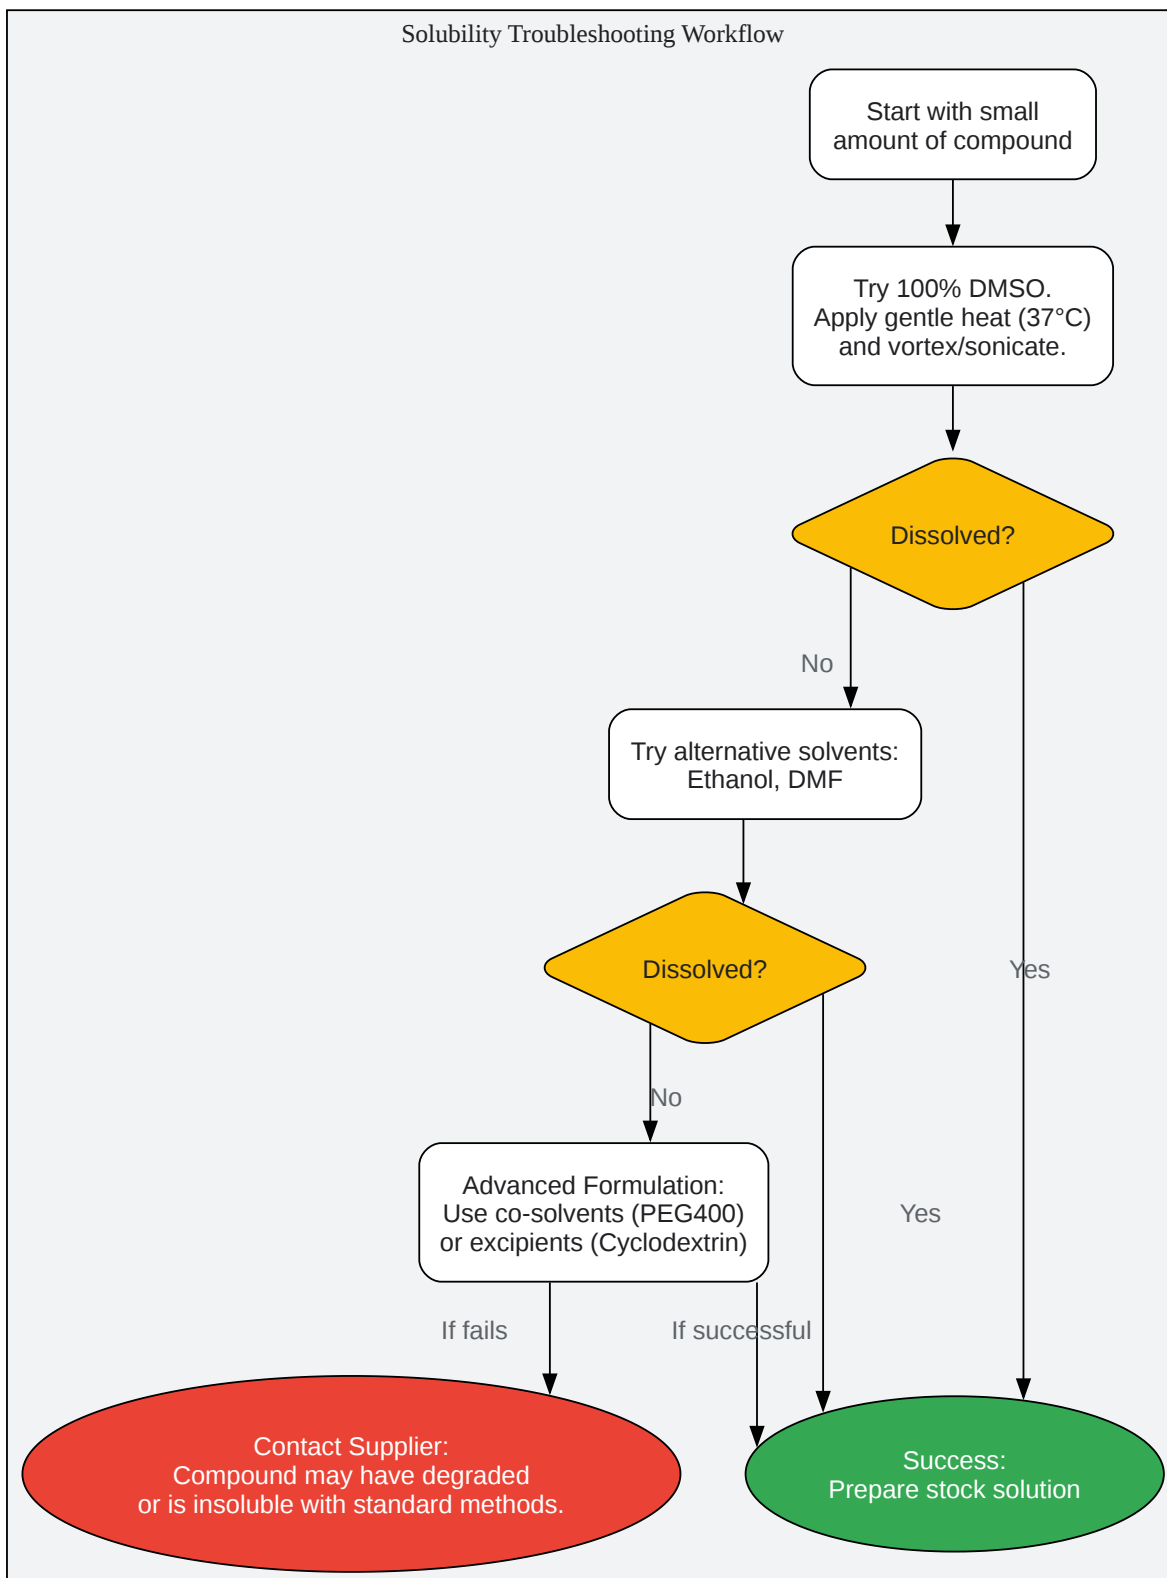 Solubility Troubleshooting Workflow
Start with small
amount of compound
Try 100% DMSO.
Apply gentle heat (37°C)
and vortex/sonicate.
Dissolved?
No
Yes
Try alternative solvents:
Ethanol, DMF
Dissolved?
No
Yes
Advanced Formulation:
Use co-solvents (PEG400)
or excipients (Cyclodextrin)
If fails
If successful
Contact Supplier:
Compound may have degraded
or is insoluble with standard methods.
Success:
Prepare stock solution